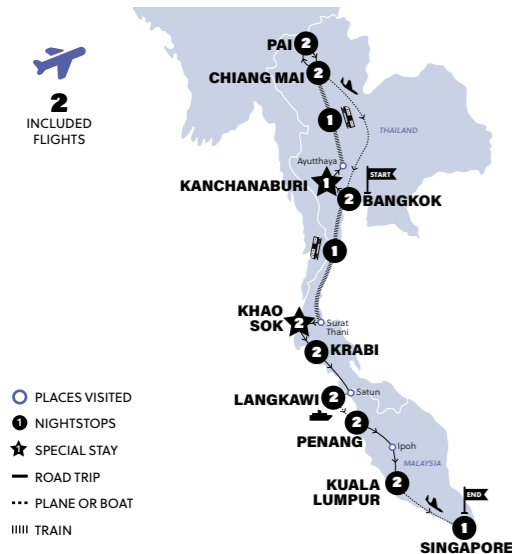 PAI
2
2
CHIANG MAI
2
INCLUDED
FLIGHTS
1
THAILAND
Ayutthaya
KANCHANABURI
1
START
2
BANGKOK
1
KHAO
SOK
2
Surat
Thani
2
KRABI
PLACES VISITED
LANGKAWI
2
Satun
1
NIGHTSTOPS
2
PENANG
1
SPECIAL STAY
Ipoh
MALAYSIA
ROAD TRIP
KUALA
LUMPUR
2
END
PLANE OR BOAT
TRAIN
1
SINGAPORE